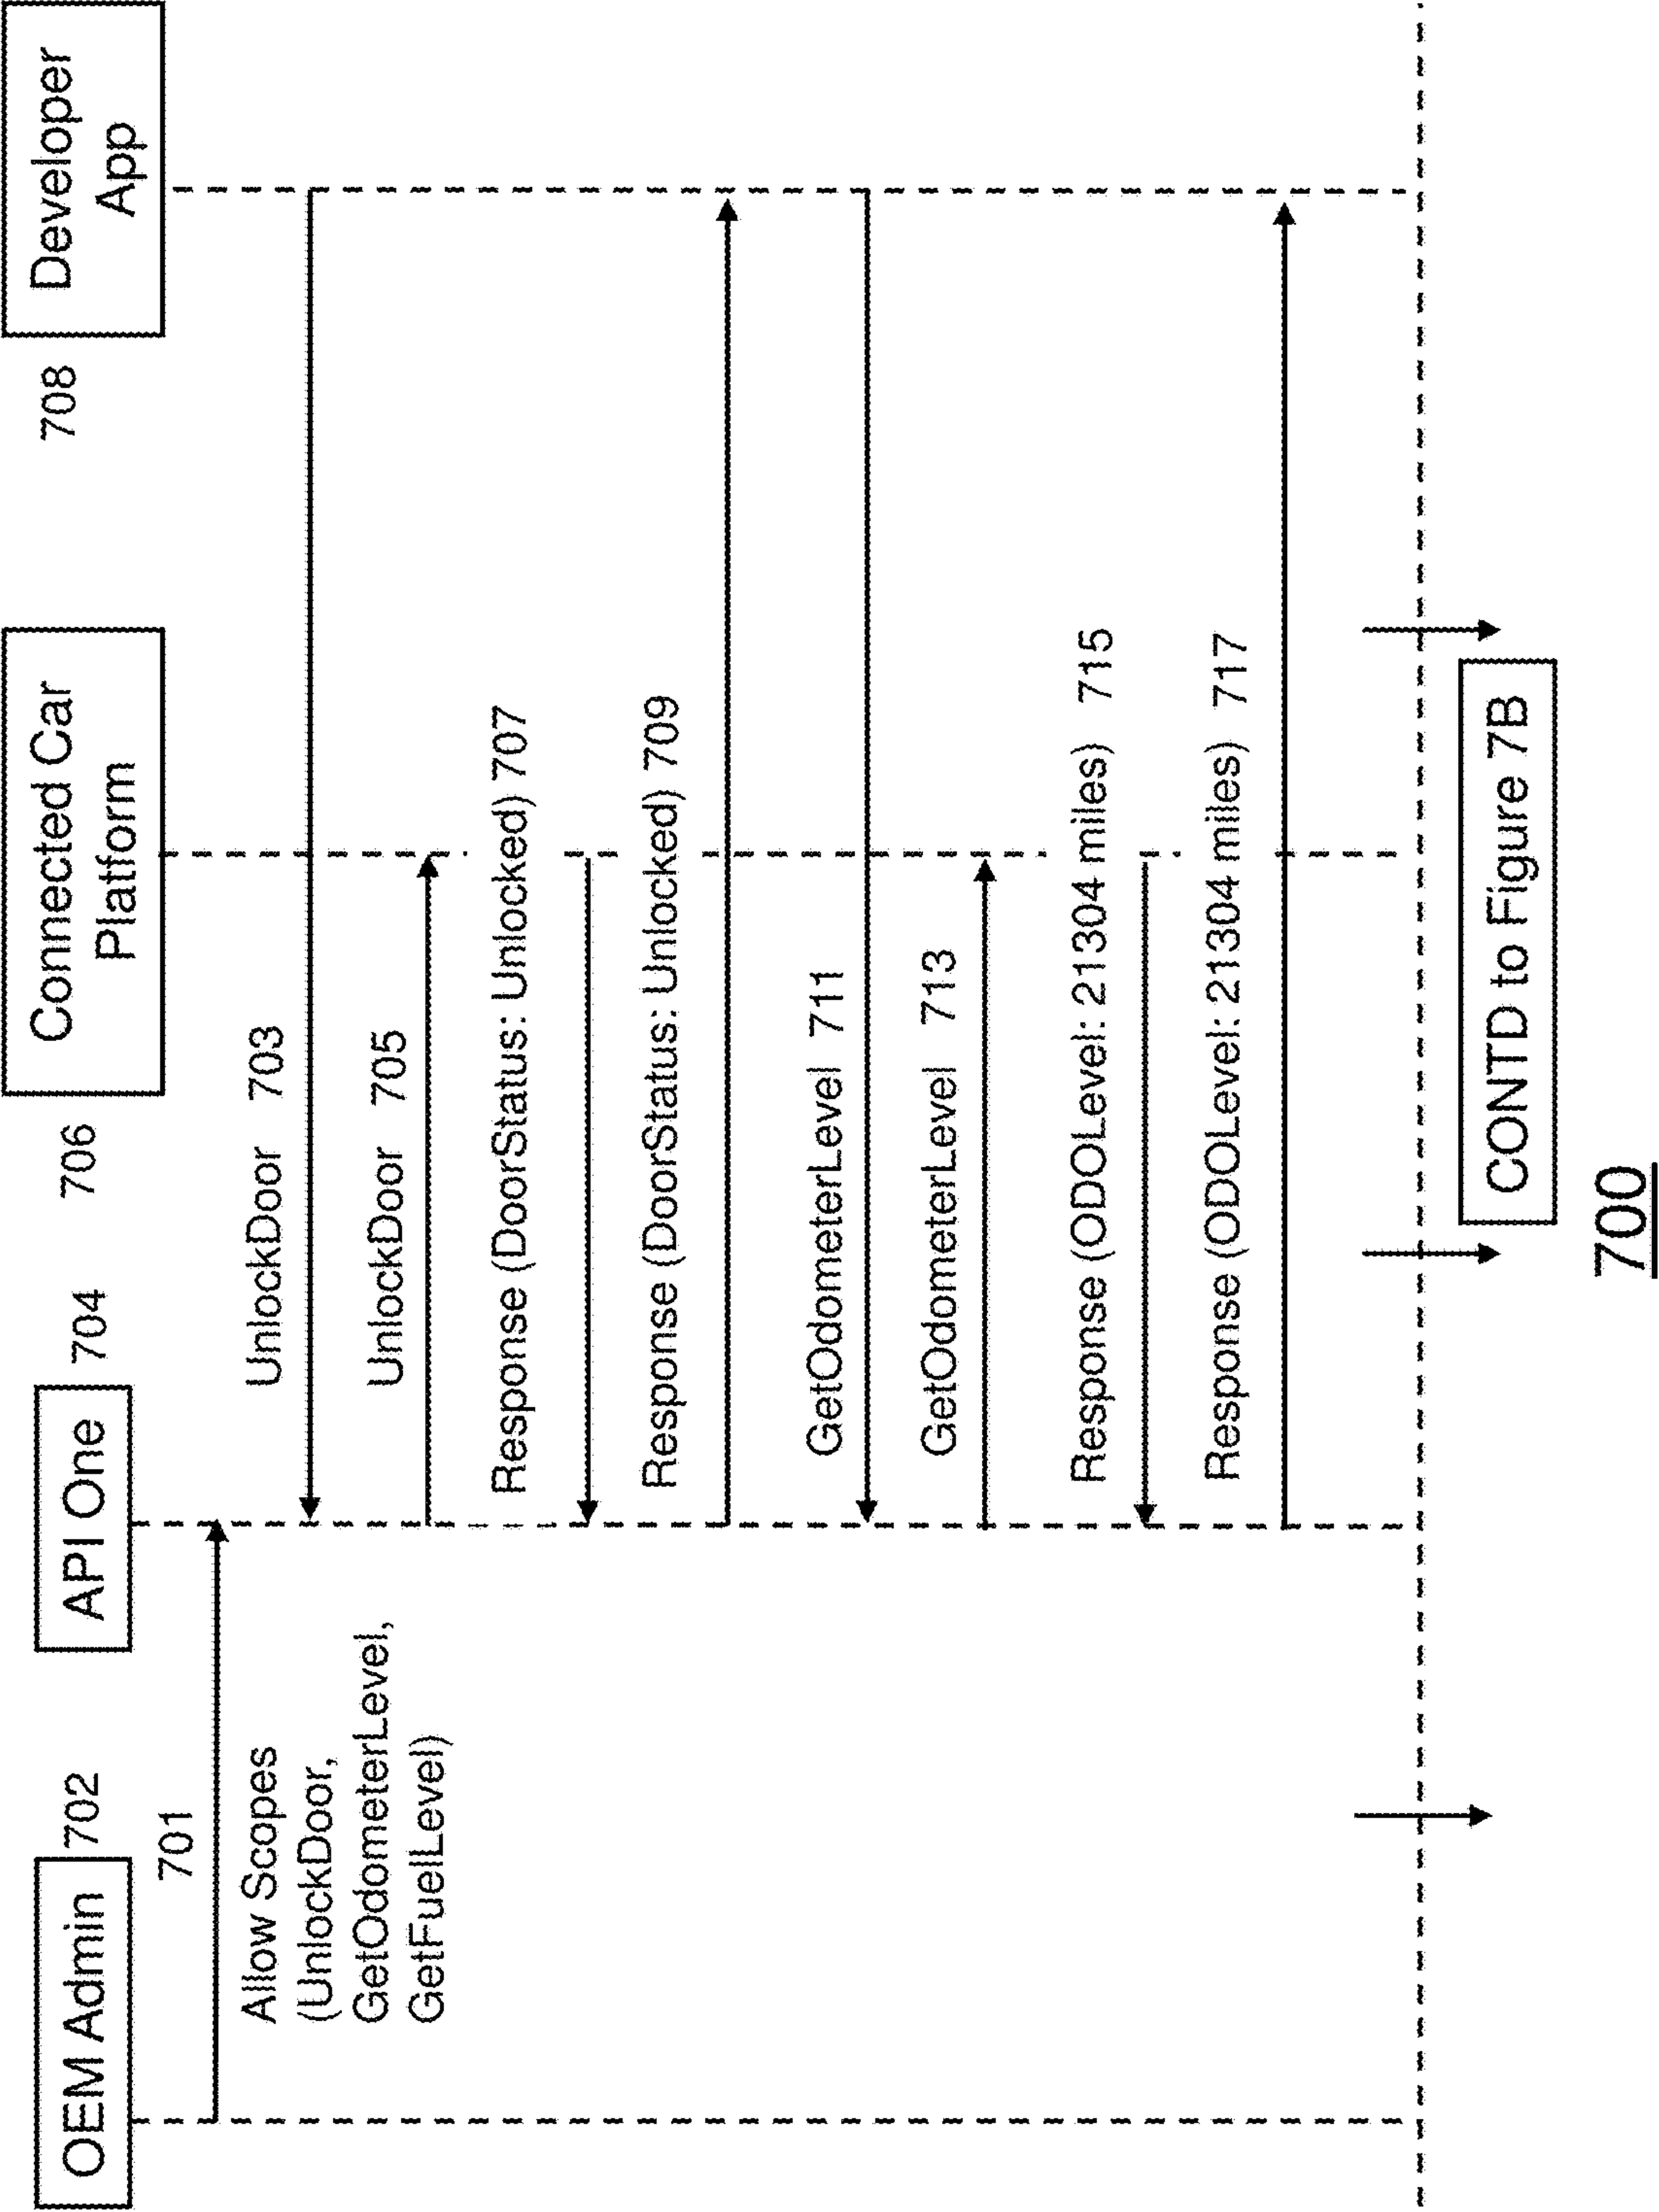 OEM Admin
702
API One
704
706
Connected Car
Platform
708
Developer
App
701
Allow Scopes
(UnlockDoor,
GetOdometerLevel,
GetFuelLevel)
UnlockDoor 703
UnlockDoor 705
Response (DoorStatus: Unlocked) 707
Response (DoorStatus: Unlocked) 709
GetOdometerLevel 711
GetOdometerLevel 713
Response (ODOLevel: 21304 miles) 715
Response (ODOLevel: 21304 miles) 717
CONTD to Figure 7B
700